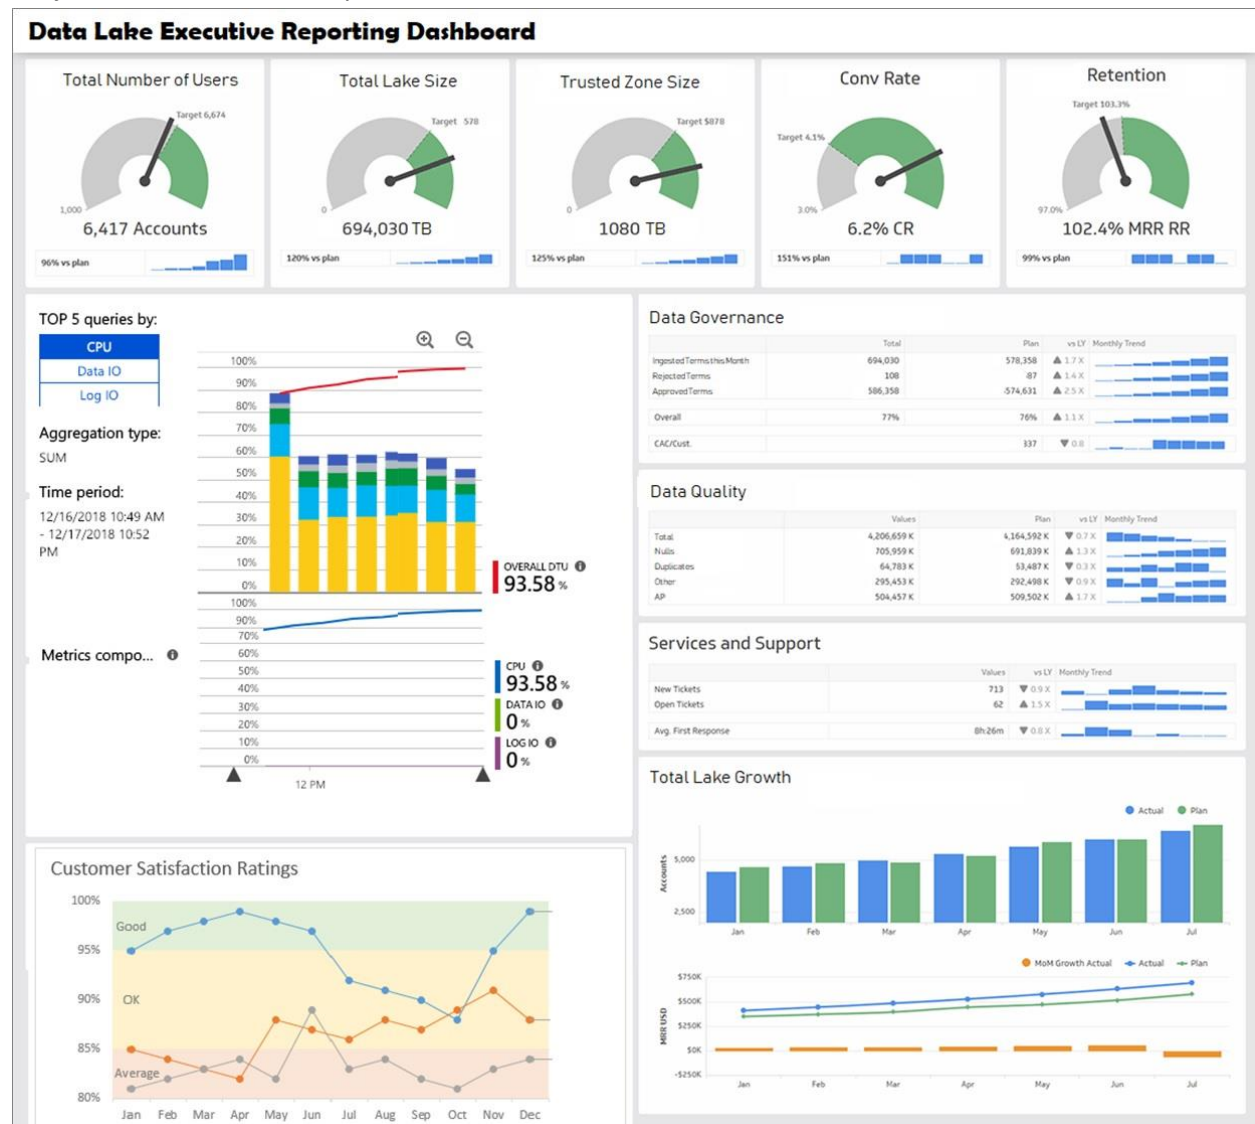 Data Lake Executive Reporting Dashboard
Total Number of Users
Target 6,674
1,000
6,417 Accounts
96% vs plan
Total Lake Size
Target 578
0
694,030 TB
120% vs plan
Trusted Zone Size
Target $878
0
1080 TB
125% vs plan
Conv Rate
Target 4.1%
3.0%
6.2% CR
151% vs plan
Retention
Target 103.3%
97.0%
102.4% MRR RR
99% vs plan
TOP 5 queries by:
CPU
Data IO
Log IO
Aggregation type:
SUM
Time period:
12/16/2018 10:49 AM
- 12/17/2018 10:52
PM
100%
90%
80%
70%
60%
50%
40%
30%
20%
10%
0%
OVERALL DTU
93.58 %
Metrics compo...
100%
90%
70%
60%
50%
40%
30%
20%
10%
0%
12 PM
CPU
93.58 %
DATA IO
0 %
LOG IO
0 %
Customer Satisfaction Ratings
100%
95%
90%
85%
80%
Good
OK
Average
Jan Feb Mar Apr May Jun Jul Aug Sep Oct Nov Dec
Data Governance
Total Plan vs LY Monthly Trend
Ingested Terms this Month 694,030 578,358 ▲ 1.7 X
Rejected Terms 108 87 ▲ 1.4 X
Approved Terms 586,358 574,631 ▲ 2.5 X
Overall 77% 76% ▲ 1.1 X
CAC/Cust. 337 ▼ 0.8
Data Quality
Values Plan vs LY Monthly Trend
Total 4,206,659 K 4,164,592 K ▼ 0.7 X
Nulls 705,959 K 691,839 K ▲ 1.3 X
Duplicates 64,783 K 53,487 K ▼ 0.3 X
Other 295,453 K 292,498 K ▼ 0.9 X
AP 504,457 K 509,502 K ▲ 1.7 X
Services and Support
Values vs LY Monthly Trend
New Tickets 713 ▼ 0.9 X
Open Tickets 62 ▲ 1.5 X
Avg. First Response 8h:26m ▼ 0.8 X
Total Lake Growth
Actual Plan
Accounts
5,000
2,500
Jan Feb Mar Apr May Jun Jul
MoM Growth Actual Actual Plan
MRR USD
$750K
$500K
$250K
$0K
-$250K
Jan Feb Mar Apr May Jun Jul